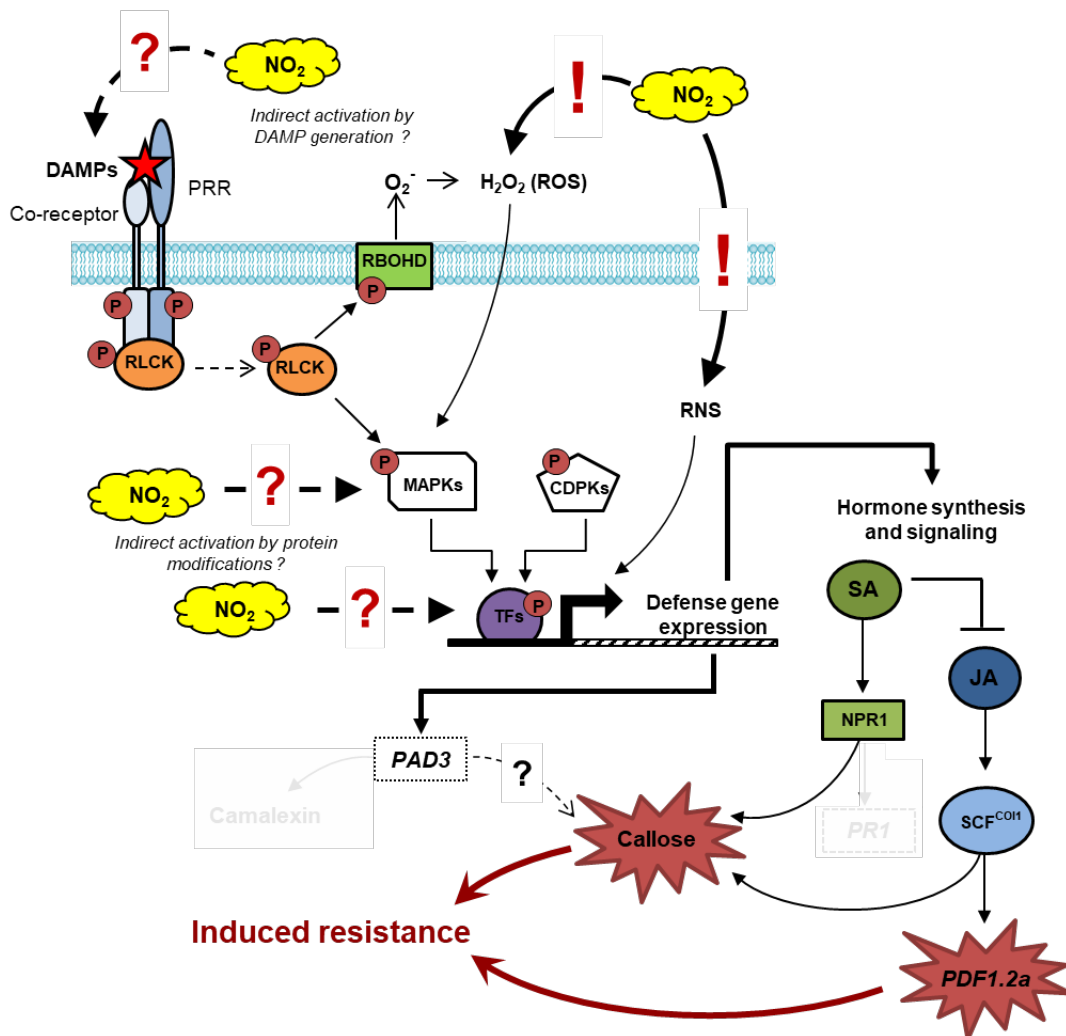 ?
NO₂
!
NO₂
Indirect activation by
DAMP generation ?
DAMPs
PRR
Co-receptor
O₂⁻
H₂O₂ (ROS)
!
RBOHD
P
P
P
P
RLCK
P
RLCK
RNS
P
MAPKs
P
CDPKs
NO₂
?
Indirect activation by protein
modifications ?
NO₂
?
TFs
P
Defense gene
expression
Hormone synthesis
and signaling
SA
JA
NPR1
PAD3
?
Camalexin
Callose
PR1
SCF^COI1
Induced resistance
PDF1.2a